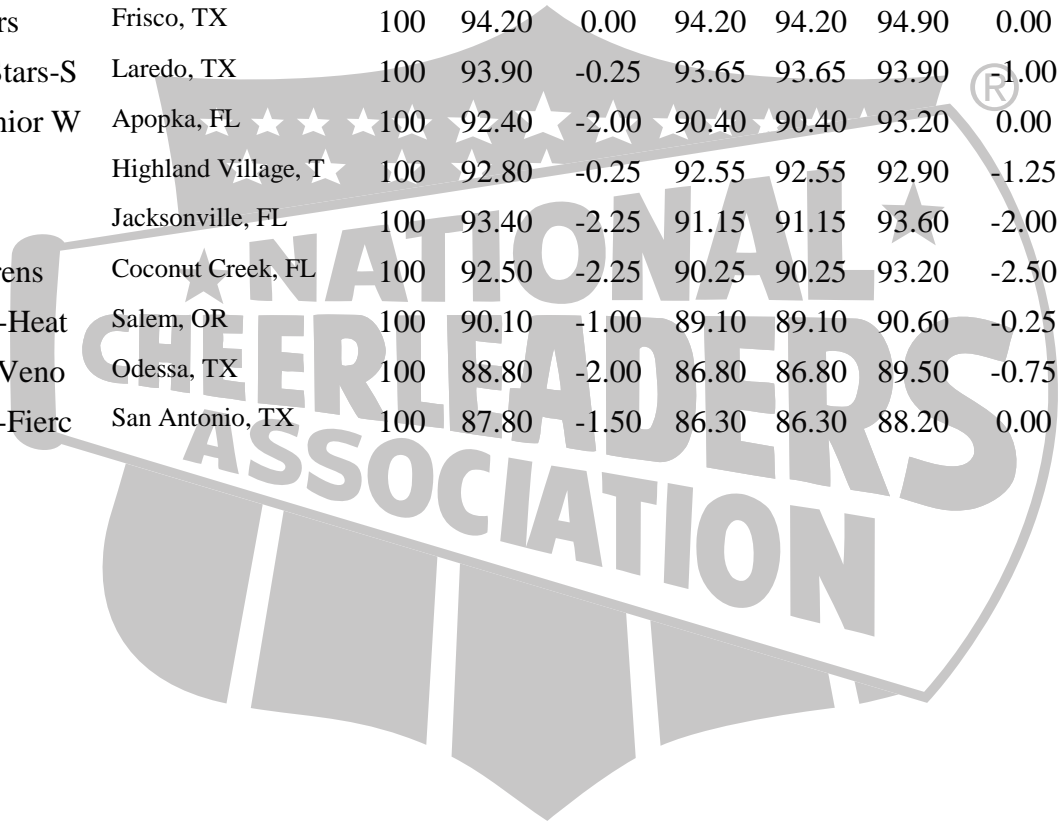 rs Frisco, TX 100 94.20 0.00 94.20 94.20 94.90 0.00
Stars-S Laredo, TX 100 93.90 -0.25 93.65 93.65 93.90 -1.00
nior W Apopka, FL 100 92.40 -2.00 90.40 90.40 93.20 0.00
Highland Village, T 100 92.80 -0.25 92.55 92.55 92.90 -1.25
Jacksonville, FL 100 93.40 -2.25 91.15 91.15 93.60 -2.00
rens Coconut Creek, FL 100 92.50 -2.25 90.25 90.25 93.20 -2.50
-Heat Salem, OR 100 90.10 -1.00 89.10 89.10 90.60 -0.25
Veno Odessa, TX 100 88.80 -2.00 86.80 86.80 89.50 -0.75
-Fierc San Antonio, TX 100 87.80 -1.50 86.30 86.30 88.20 0.00
®
NATIONAL
CHEERLEADERS
ASSOCIATION